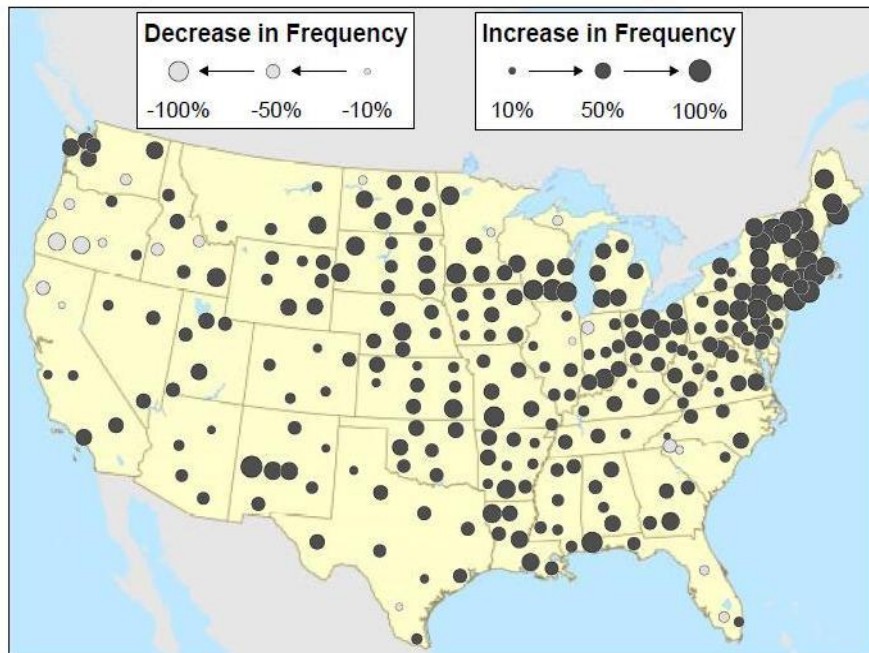 Decrease in Frequency
-100% -50% -10%
Increase in Frequency
10% 50% 100%